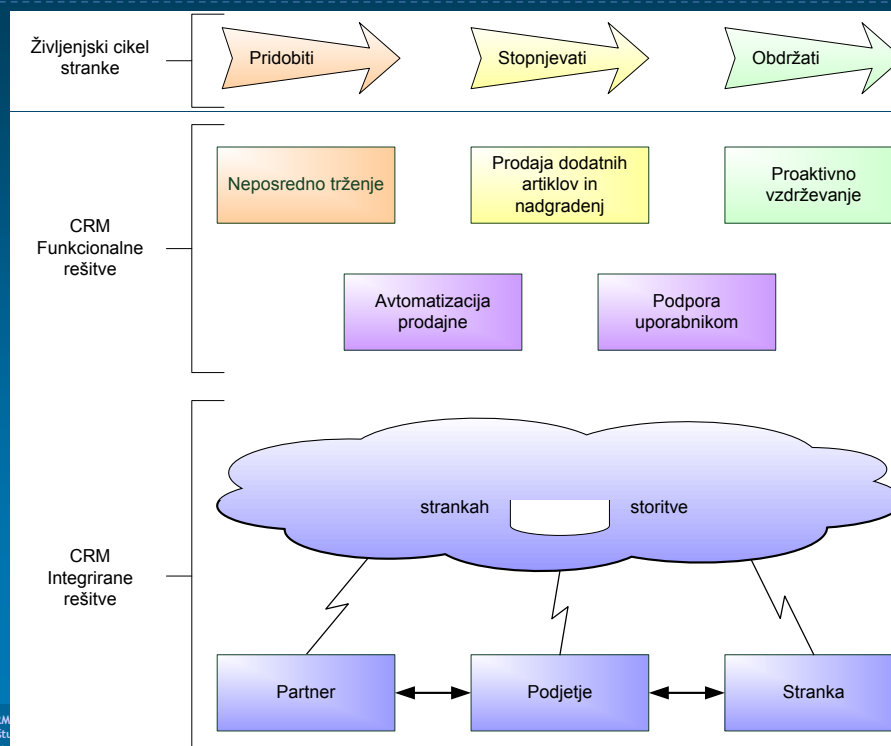 Življenjski cikel
stranke
Pridobiti
Stopnjevati
Obdržati
CRM
Funkcionalne
rešitve
Neposredno trženje
Prodaja dodatnih
artiklov in
nadgradenj
Proaktivno
vzdrževanje
Avtomatizacija
prodajne
Podpora
uporabnikom
CRM
Integrirane
rešitve
strankah
storitve
Partner
Podjetje
Stranka